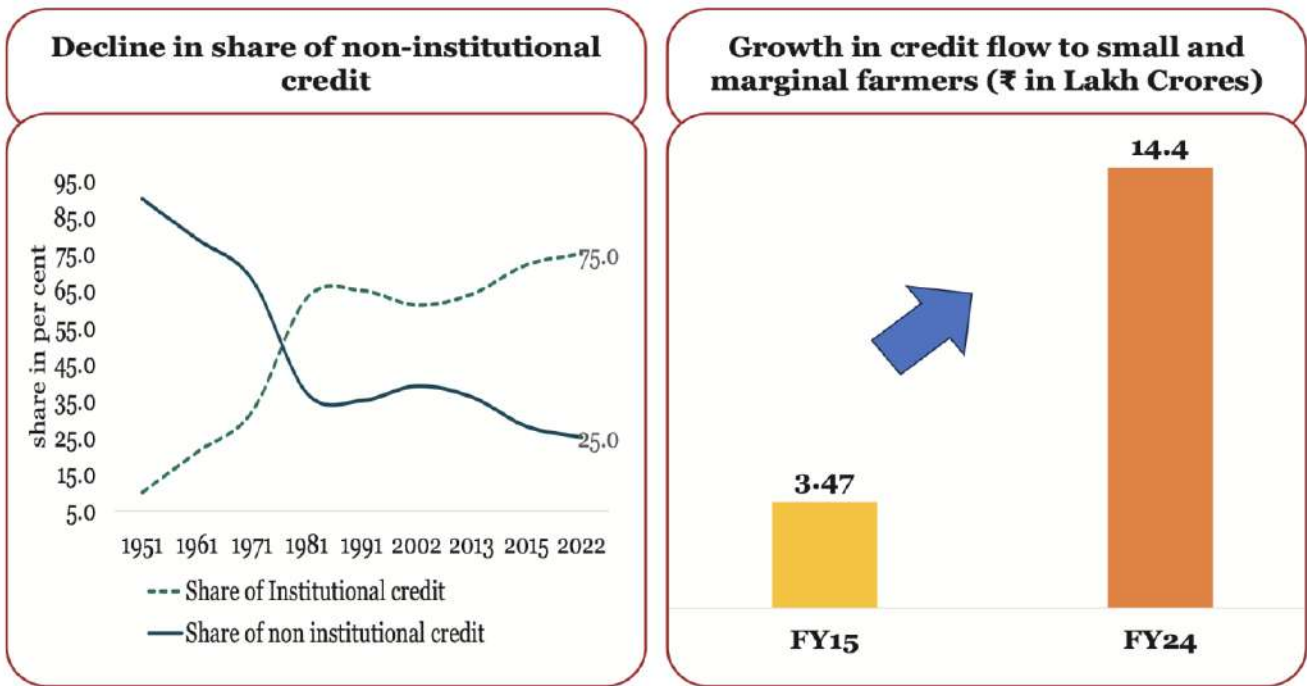 Decline in share of non-institutional
credit
share in per cent
95.0
85.0
75.0
65.0
55.0
45.0
35.0
25.0
15.0
5.0
75.0
25.0
1951 1961 1971 1981 1991 2002 2013 2015 2022
Share of Institutional credit
Share of non institutional credit
Growth in credit flow to small and
marginal farmers (₹ in Lakh Crores)
14.4
3.47
FY15 FY24